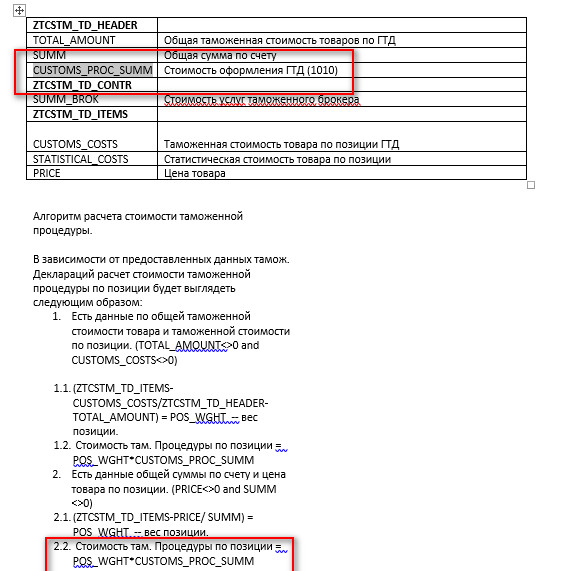 ZTCSTM_TD_HEADER
TOTAL_AMOUNT Общая таможенная стоимость товаров по ГТД
SUMM Общая сумма по счету
CUSTOMS_PROC_SUMM Стоимость оформления ГТД (1010)
ZTCSTM_TD_CONTR
SUMM_BROK Стоимость услуг таможенного брокера
ZTCSTM_TD_ITEMS
CUSTOMS_COSTS Таможенная стоимость товара по позиции ГТД
STATISTICAL_COSTS Статистическая стоимость товара по позиции
PRICE Цена товара
Алгоритм расчета стоимости таможенной
процедуры.
В зависимости от предоставленных данных тамож.
Деклараций расчет стоимости таможенной
процедуры по позиции будет выглядеть
следующим образом:
1. Есть данные по общей таможенной
стоимости товара и таможенной стоимости
по позиции. (TOTAL_AMOUNT<>0 and
CUSTOMS_COSTS<>0)
1.1. (ZTCSTM_TD_ITEMS-
CUSTOMS_COSTS/ZTCSTM_TD_HEADER-
TOTAL_AMOUNT) = POS_WGHT -- вес
позиции.
1.2. Стоимость там. Процедуры по позиции =
POS_WGHT*CUSTOMS_PROC_SUMM
2. Есть данные общей суммы по счету и цена
товара по позиции. (PRICE<>0 and SUMM
<>0)
2.1. (ZTCSTM_TD_ITEMS-PRICE/ SUMM) =
POS_WGHT -- вес позиции.
2.2. Стоимость там. Процедуры по позиции =
POS_WGHT*CUSTOMS_PROC_SUMM